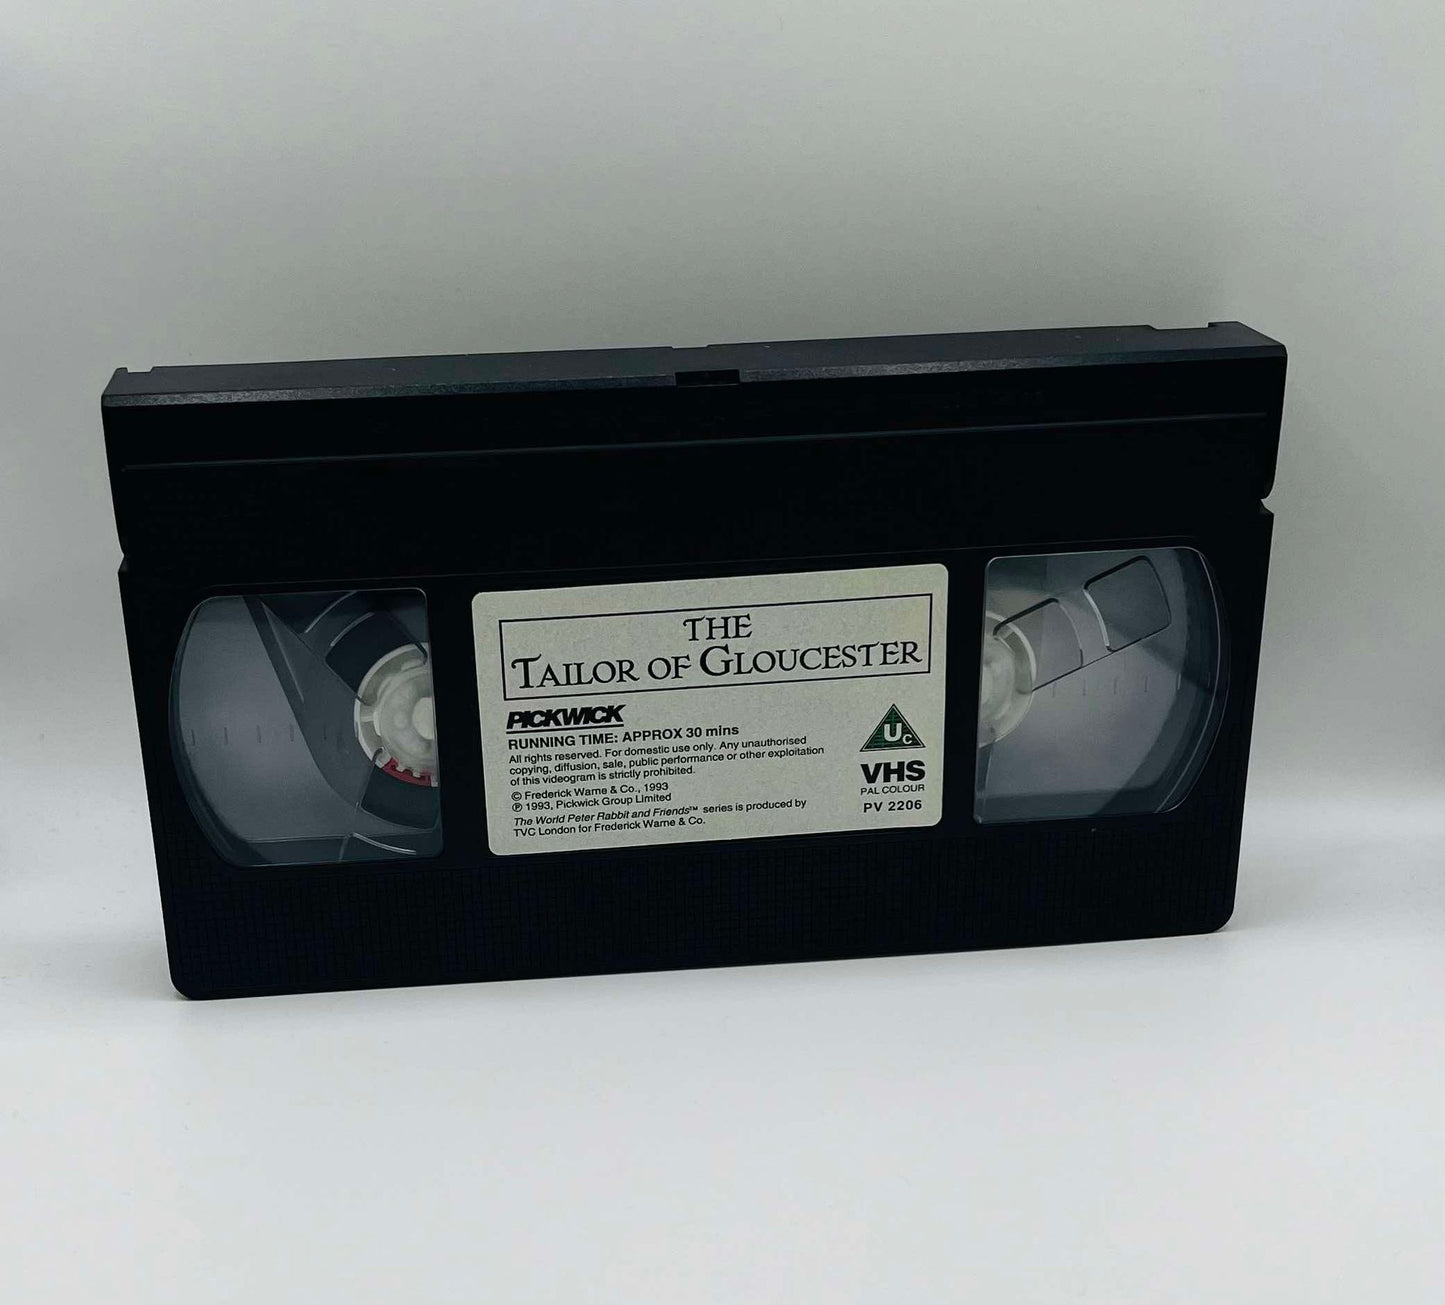 THE
TAILOR OF GLOUCESTER
PICKWICK
RUNNING TIME: APPROX 30 mins
All rights reserved. For domestic use only. Any unauthorised
copying, diffusion, sale, public performance or other exploitation
of this videogram is strictly prohibited.
© Frederick Warne & Co., 1993
℗ 1993, Pickwick Group Limited
The World Peter Rabbit and Friends™ series is produced by
TVC London for Frederick Warne & Co.
Uc
VHS
PAL COLOUR
PV 2206